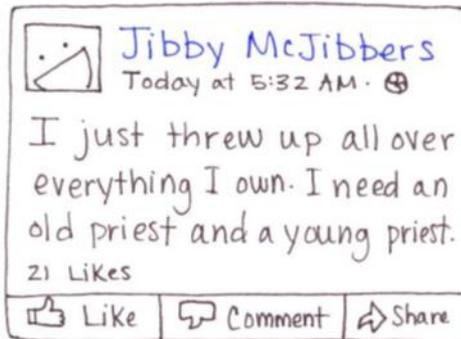 Jibby McJibbers
Today at 5:32 AM.
I just threw up all over
everything I own. I need an
old priest and a young priest.
21 Likes
Like Comment Share